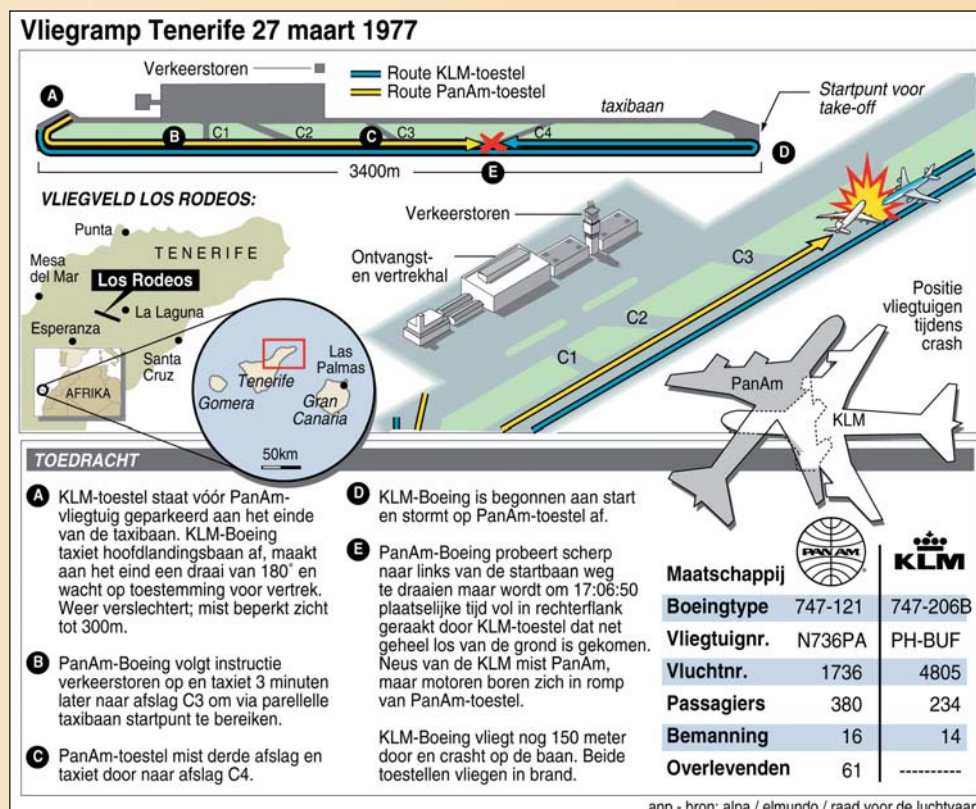 Vliegramp Tenerife 27 maart 1977
Verkeerstoren
Route KLM-toestel
Route PanAm-toestel
taxibaan
Startpunt voor
take-off
A
B
C1
C2
C
C3
C4
D
3400m
E
VLIEGVELD LOS RODEOS:
Punta
TENERIFE
Mesa
del Mar
Los Rodeos
La Laguna
Esperanza
Santa
Cruz
AFRIKA
Tenerife
Gomera
Las
Palmas
Gran
Canaria
50km
Verkeerstoren
Ontvangst-
en vertrekhal
C3
C2
C1
Positie
vliegtuigen
tijdens
crash
PanAm
KLM
TOEDRACHT
A KLM-toestel staat vóór PanAm-
vliegtuig geparkeerd aan het einde
van de taxibaan. KLM-Boeing
taxiet hoofdlandingsbaan af, maakt
aan het eind een draai van 180° en
wacht op toestemming voor vertrek.
Weer verslechtert; mist beperkt zicht
tot 300m.
B PanAm-Boeing volgt instructie
verkeerstoren op en taxiet 3 minuten
later naar afslag C3 om via parellelle
taxibaan startpunt te bereiken.
C PanAm-toestel mist derde afslag en
taxiet door naar afslag C4.
D KLM-Boeing is begonnen aan start
en stormt op PanAm-toestel af.
E PanAm-Boeing probeert scherp
naar links van de startbaan weg
te draaien maar wordt om 17:06:50
plaatselijke tijd vol in rechterflank
geraakt door KLM-toestel dat net
geheel los van de grond is gekomen.
Neus van de KLM mist PanAm,
maar motoren boren zich in romp
van PanAm-toestel.
KLM-Boeing vliegt nog 150 meter
door en crasht op de baan. Beide
toestellen vliegen in brand.
Maatschappij PAN AM KLM
Boeingtype 747-121 747-206B
Vliegtuignr. N736PA PH-BUF
Vluchtnr. 1736 4805
Passagiers 380 234
Bemanning 16 14
Overlevenden 61 ----------
anp - bron: alpa / elmundo / raad voor de luchtvaart